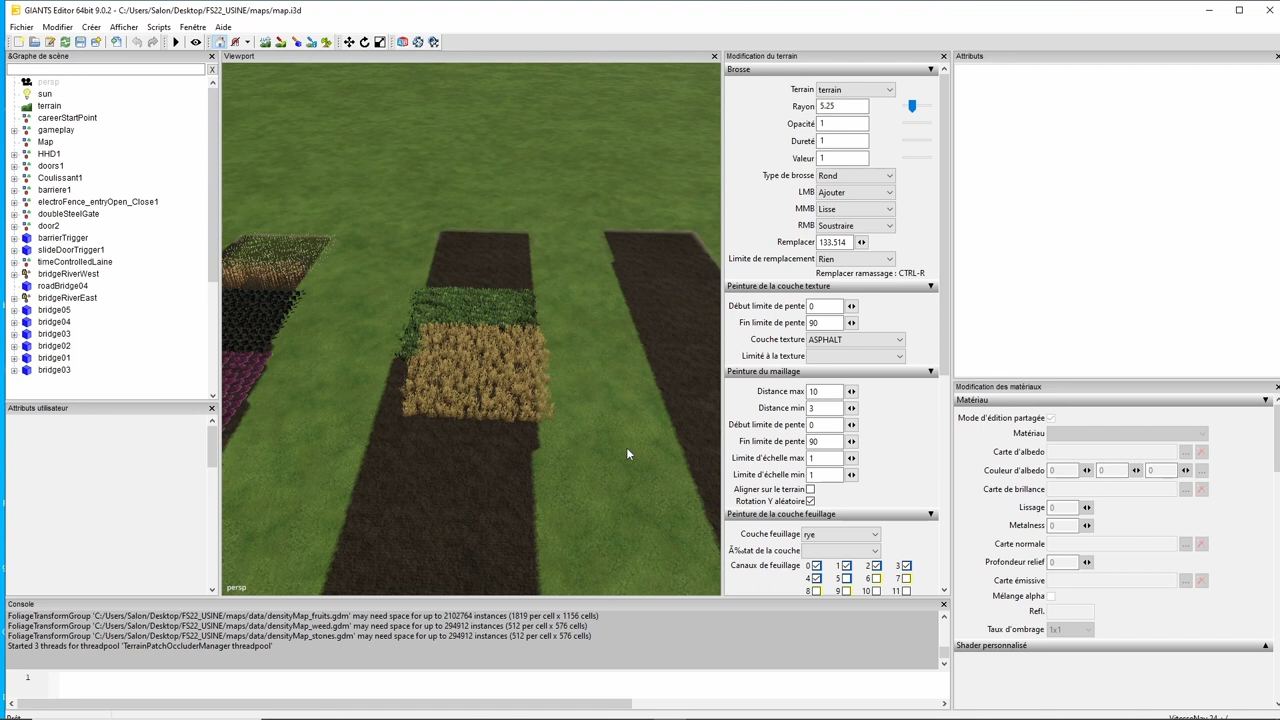 GIANTS Editor 64bit 9.0.2 - C:/Users/Salon/Desktop/FS22_USINE/maps/map.i3d
Fichier Modifier Créer Afficher Scripts Fenêtre Aide
&Graphe de scène
X
persp
sun
terrain
careerStartPoint
gameplay
Map
HHD1
doors1
Coulissant1
barriere1
electroFence_entryOpen_Close1
doubleSteelGate
door2
barrierTrigger
slideDoorTrigger1
timeControlledLaine
bridgeRiverWest
roadBridge04
bridgeRiverEast
bridge05
bridge04
bridge03
bridge02
bridge01
bridge03
Attributs utilisateur
Viewport
persp
Modification du terrain
Brosse
Terrain terrain
Rayon 5.25
Opacité 1
Dureté 1
Valeur 1
Type de brosse Rond
LMB Ajouter
MMB Lisse
RMB Soustraire
Remplacer 133.514
Limite de remplacement Rien
Remplacer ramassage : CTRL-R
Peinture de la couche texture
Début limite de pente 0
Fin limite de pente 90
Couche texture ASPHALT
Limité à la texture
Peinture du maillage
Distance max 10
Distance min 3
Début limite de pente 0
Fin limite de pente 90
Limite d'échelle max 1
Limite d'échelle min 1
Aligner sur le terrain
Rotation Y aléatoire
Peinture de la couche feuillage
Couche feuillage rye
Ã‰tat de la couche
Canaux de feuillage 0 1 2 3
4 5 6 7
8 9 10 11
Attributs
Modification des matériaux
Matériau
Mode d'édition partagée
Matériau
Carte d'albedo ...
Couleur d'albedo 0 0 0 ...
Carte de brillance ...
Lissage 0
Metalness 0
Carte normale ...
Profondeur relief 0
Carte émissive ...
Mélange alpha
Refl.
Taux d'ombrage 1x1
Shader personnalisé
Console
FoliageTransformGroup 'C:/Users/Salon/Desktop/FS22_USINE/maps/data/densityMap_fruits.gdm' may need space for up to 2102764 instances (1819 per cell x 1156 cells)
FoliageTransformGroup 'C:/Users/Salon/Desktop/FS22_USINE/maps/data/densityMap_weed.gdm' may need space for up to 294912 instances (512 per cell x 576 cells)
FoliageTransformGroup 'C:/Users/Salon/Desktop/FS22_USINE/maps/data/densityMap_stones.gdm' may need space for up to 294912 instances (512 per cell x 576 cells)
Started 3 threads for threadpool 'TerrainPatchOccluderManager threadpool'
1